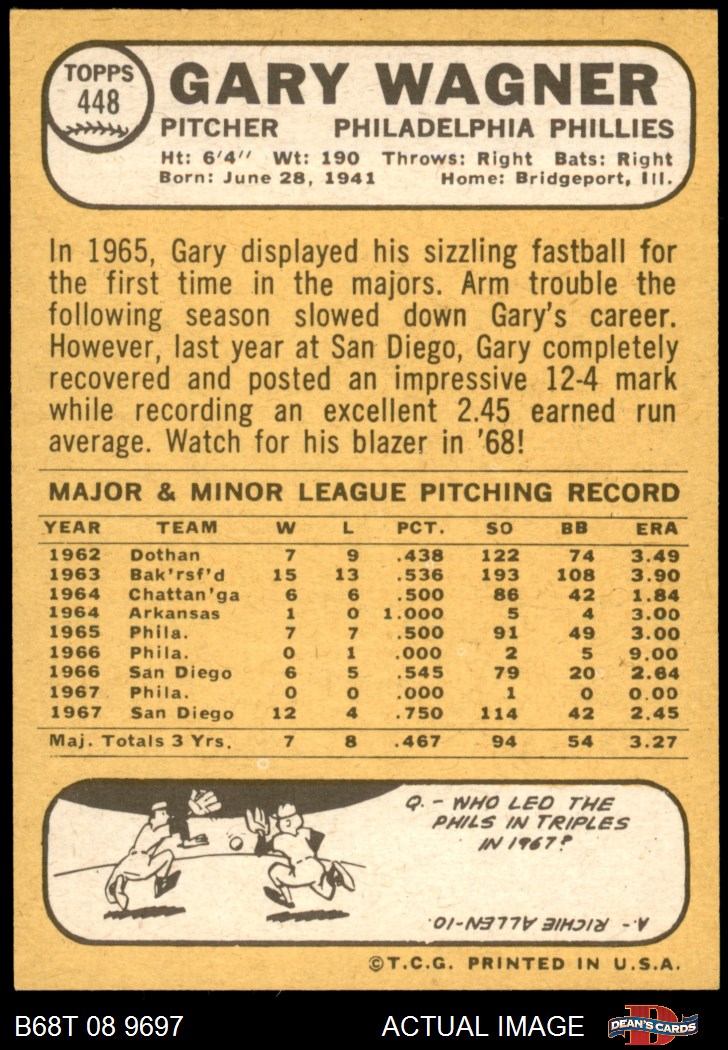 TOPPS
448
GARY WAGNER
PITCHER PHILADELPHIA PHILLIES
Ht: 6'4" Wt: 190 Throws: Right Bats: Right
Born: June 28, 1941 Home: Bridgeport, Ill.
In 1965, Gary displayed his sizzling fastball for
the first time in the majors. Arm trouble the
following season slowed down Gary's career.
However, last year at San Diego, Gary completely
recovered and posted an impressive 12-4 mark
while recording an excellent 2.45 earned run
average. Watch for his blazer in '68!
MAJOR & MINOR LEAGUE PITCHING RECORD
YEAR TEAM W L PCT. SO BB ERA
1962 Dothan 7 9 .438 122 74 3.49
1963 Bak'rsf'd 15 13 .536 193 108 3.90
1964 Chattan'ga 6 6 .500 86 42 1.84
1964 Arkansas 1 0 1.000 5 4 3.00
1965 Phila. 7 7 .500 91 49 3.00
1966 Phila. 0 1 .000 2 5 9.00
1966 San Diego 6 5 .545 79 20 2.64
1967 Phila. 0 0 .000 1 0 0.00
1967 San Diego 12 4 .750 114 42 2.45
Maj. Totals 3 Yrs. 7 8 .467 94 54 3.27
Q. - WHO LED THE
PHILS IN TRIPLES
IN 1967?
A. - RICHIE ALLEN-10.
©T.C.G. PRINTED IN U.S.A.
B68T 08 9697 ACTUAL IMAGE D DEAN'S CARDS